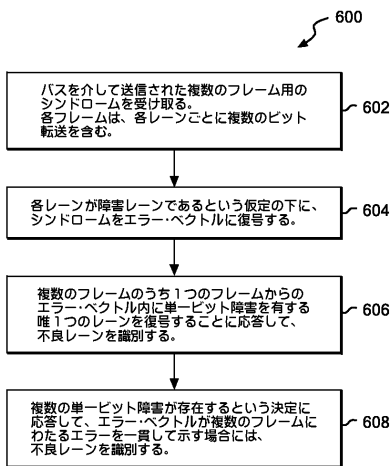 600
バスを介して送信された複数のフレーム用の
シンドロームを受け取る。
各フレームは、各レーンごとに複数のビット
転送を含む。
602
各レーンが障害レーンであるという仮定の下に、
シンドロームをエラー・ベクトルに復号する。
604
複数のフレームのうち1つのフレームからの
エラー・ベクトル内に単一ビット障害を有する
唯1つのレーンを復号することに応答して、
不良レーンを識別する。
606
複数の単一ビット障害が存在するという決定に
応答して、エラー・ベクトルが複数のフレームに
わたるエラーを一貫して示す場合には、
不良レーンを識別する。
608